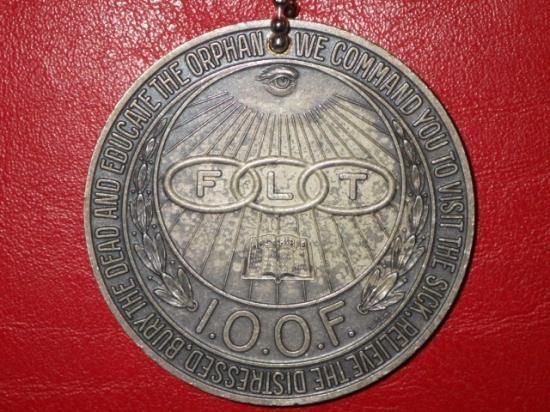 WE COMMAND YOU TO VISIT THE SICK, RELIEVE THE DISTRESSED, BURY THE DEAD AND EDUCATE THE ORPHAN
F L T
I.O.O.F.